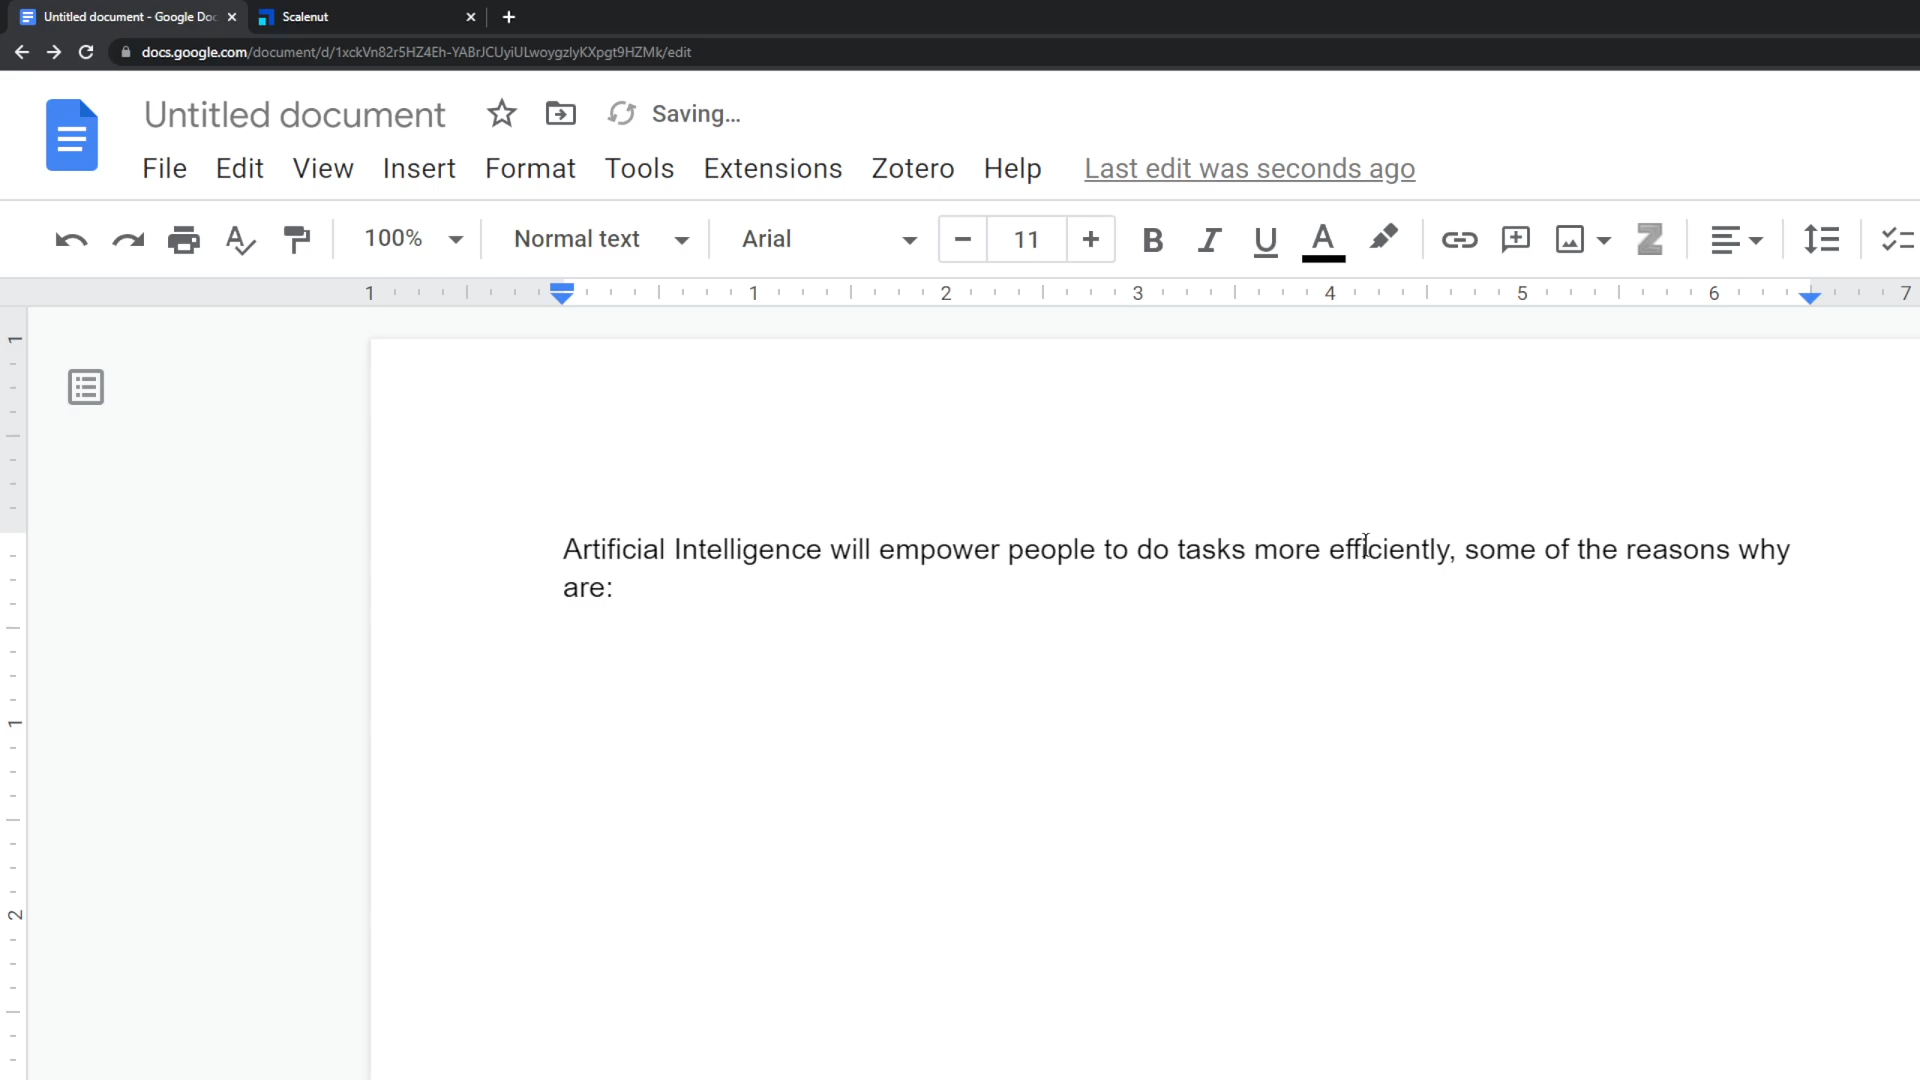 Untitled document - Google Doc
Scalenut
docs.google.com/document/d/1xckVn82r5HZ4Eh-YABrJCUyiULwoygzlyKXpgt9HZMk/edit
Untitled document Saving…
File Edit View Insert Format Tools Extensions Zotero Help Last edit was seconds ago
100% Normal text Arial 11 B I U A Z
1 1 2 3 4 5 6 7
1
1
2
Artificial Intelligence will empower people to do tasks more efficiently, some of the reasons why
are: